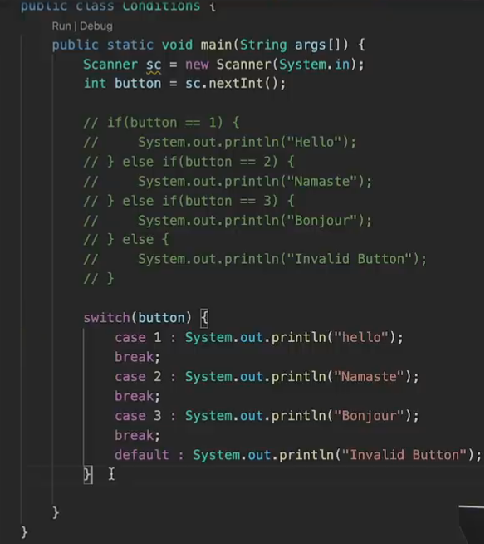 public class Conditions {
Run | Debug
public static void main(String args[]) {
Scanner sc = new Scanner(System.in);
int button = sc.nextInt();
// if(button == 1) {
//     System.out.println("Hello");
// } else if(button == 2) {
//     System.out.println("Namaste");
// } else if(button == 3) {
//     System.out.println("Bonjour");
// } else {
//     System.out.println("Invalid Button");
// }
switch(button) {
case 1 : System.out.println("hello");
break;
case 2 : System.out.println("Namaste");
break;
case 3 : System.out.println("Bonjour");
break;
default : System.out.println("Invalid Button");
}
}
}